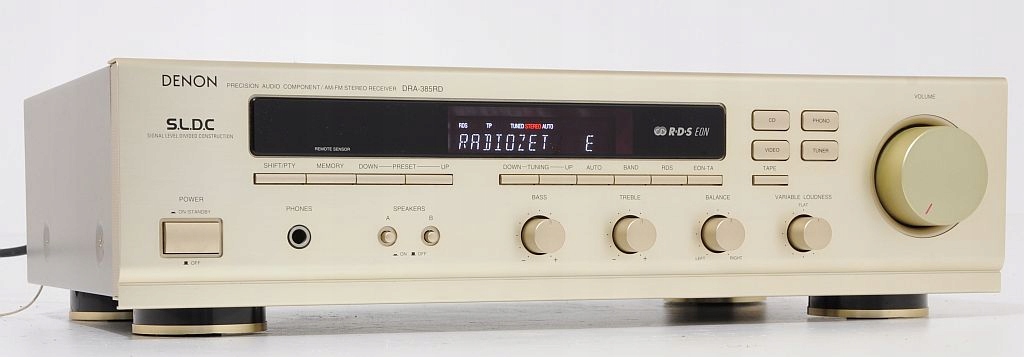 DENON PRECISION AUDIO COMPONENT / AM-FM STEREO RECEIVER DRA-385RD
VOLUME
S.L.D.C
SIGNAL LEVEL DIVIDED CONSTRUCTION
RDS TP TUNED STEREO AUTO
RADIOZET E
R·D·S EON
REMOTE SENSOR
CD PHONO
VIDEO TUNER
SHIFT/PTY MEMORY DOWN PRESET UP
DOWN TUNING UP AUTO BAND RDS EON-TA
TAPE
POWER
ON/STANDBY
OFF
PHONES
SPEAKERS
A B
ON OFF
BASS
- +
TREBLE
- +
BALANCE
LEFT RIGHT
VARIABLE LOUDNESS
FLAT